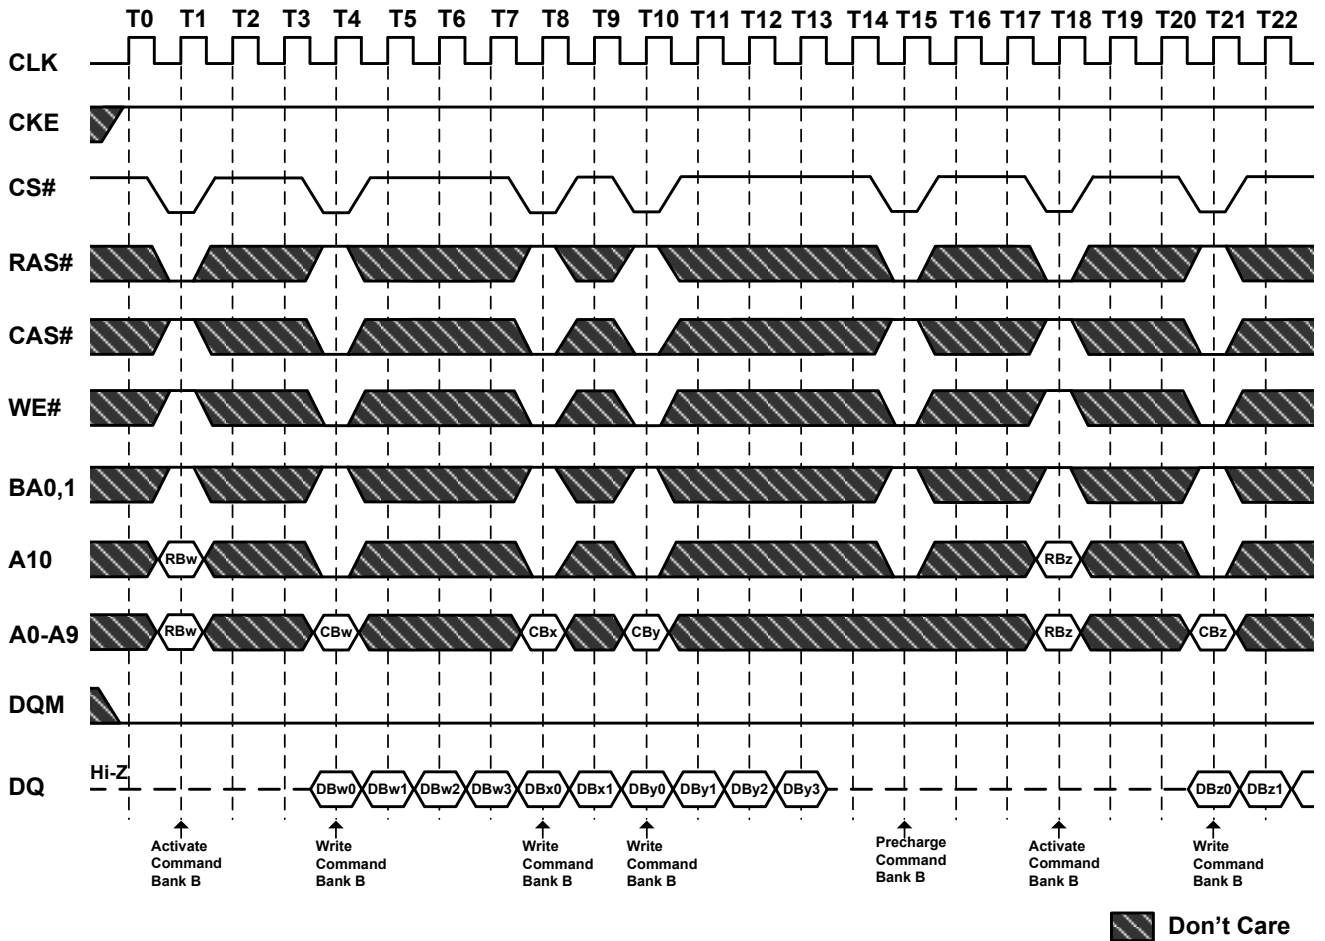 T0 T1 T2 T3 T4 T5 T6 T7 T8 T9 T10 T11 T12 T13 T14 T15 T16 T17 T18 T19 T20 T21 T22
CLK
CKE
CS#
RAS#
CAS#
WE#
BA0,1
A10 RBw RBz
A0-A9 RBw CBw CBx CBy RBz CBz
DQM
Hi-Z
DQ DBw0 DBw1 DBw2 DBw3 DBx0 DBx1 DBy0 DBy1 DBy2 DBy3 DBz0 DBz1
Activate
Command
Bank B
Write
Command
Bank B
Write
Command
Bank B
Write
Command
Bank B
Precharge
Command
Bank B
Activate
Command
Bank B
Write
Command
Bank B
Don't Care